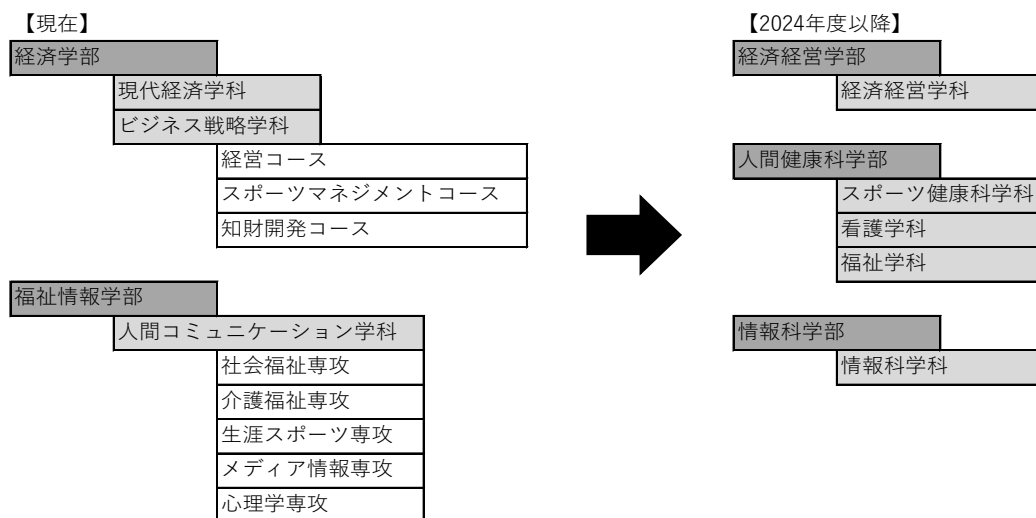 【現在】
経済学部
現代経済学科
ビジネス戦略学科
経営コース
スポーツマネジメントコース
知財開発コース
福祉情報学部
人間コミュニケーション学科
社会福祉専攻
介護福祉専攻
生涯スポーツ専攻
メディア情報専攻
心理学専攻
【2024年度以降】
経済経営学部
経済経営学科
人間健康科学部
スポーツ健康科学科
看護学科
福祉学科
情報科学部
情報科学科